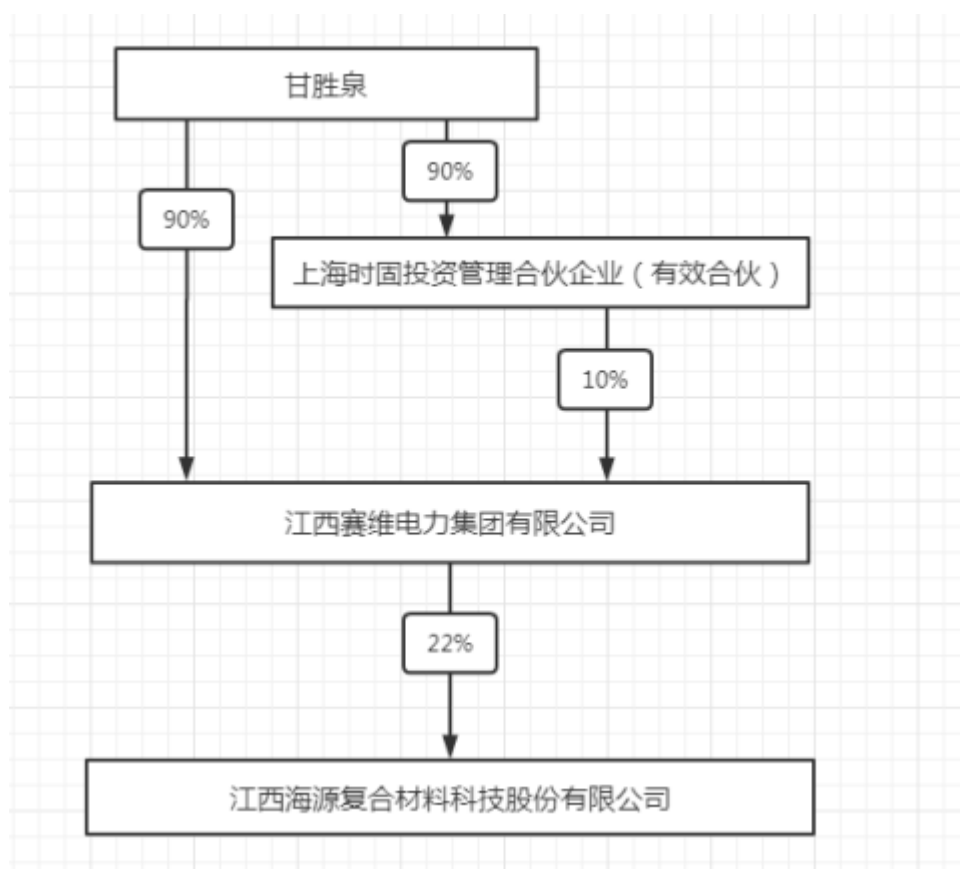 甘胜泉
90%
90%
上海时固投资管理合伙企业（有效合伙）
10%
江西赛维电力集团有限公司
22%
江西海源复合材料科技股份有限公司